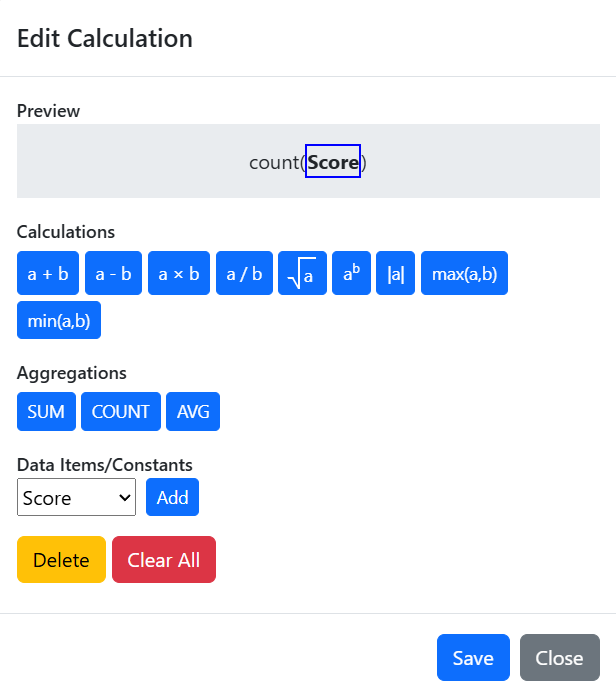 Edit Calculation
Preview
count(Score)
Calculations
a + b a - b a × b a / b √a aᵇ |a| max(a,b)
min(a,b)
Aggregations
SUM COUNT AVG
Data Items/Constants
Score Add
Delete Clear All
Save Close